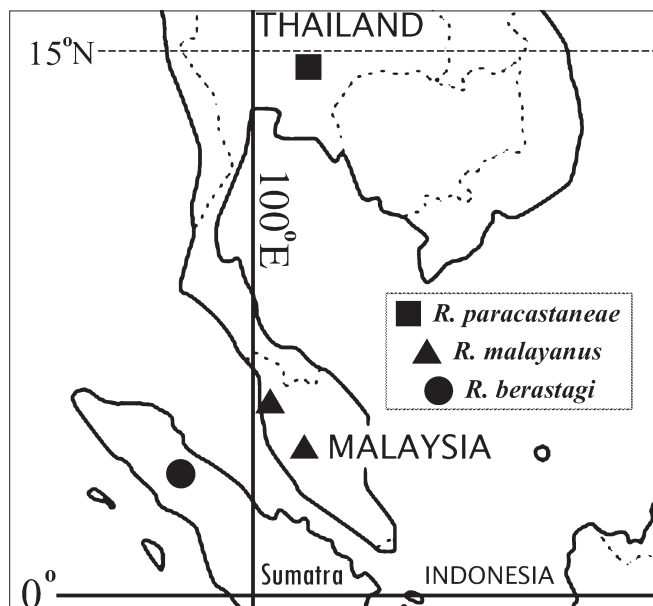 THAILAND
15°N
100°E
R. paracastaneae
R. malayanus
R. berastagi
MALAYSIA
0°
Sumatra
INDONESIA